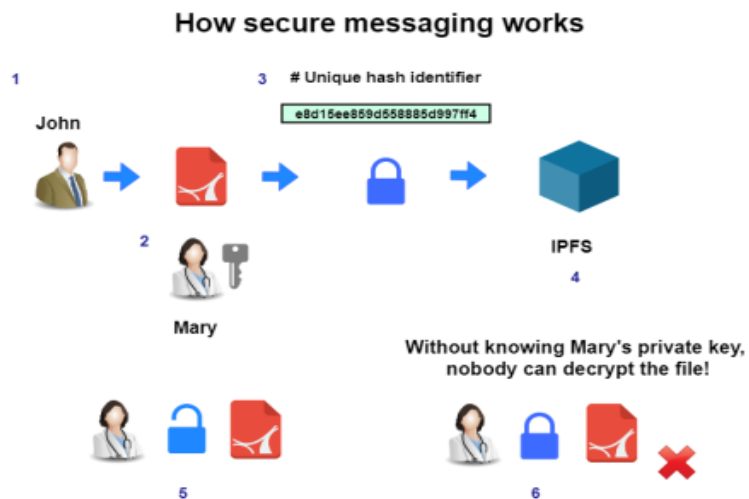 How secure messaging works
1
3 # Unique hash identifier
e8d15ee859d558885d997ff4
John
2
IPFS
4
Mary
Without knowing Mary's private key,
nobody can decrypt the file!
5
6